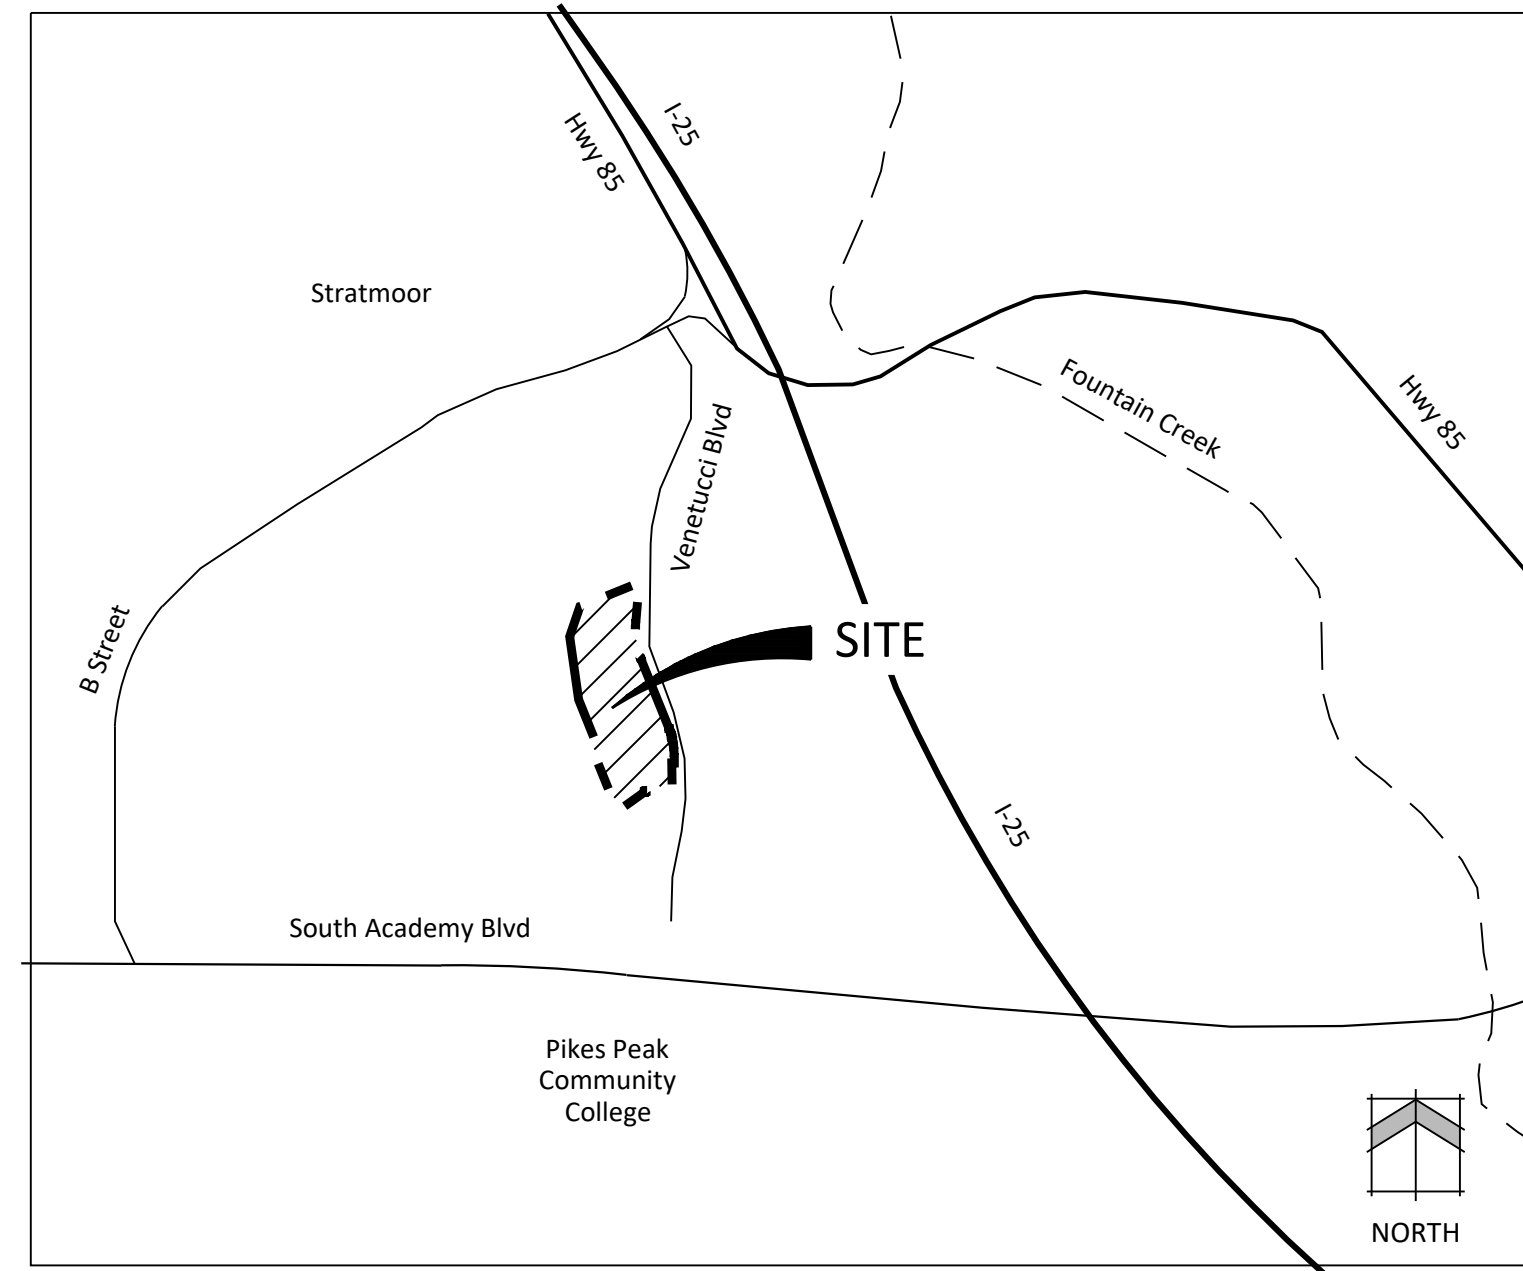 I-25
Hwy 85
Stratmoor
Fountain Creek
Hwy 85
Venetucci Blvd
B Street
SITE
I-25
South Academy Blvd
Pikes Peak
Community
College
NORTH